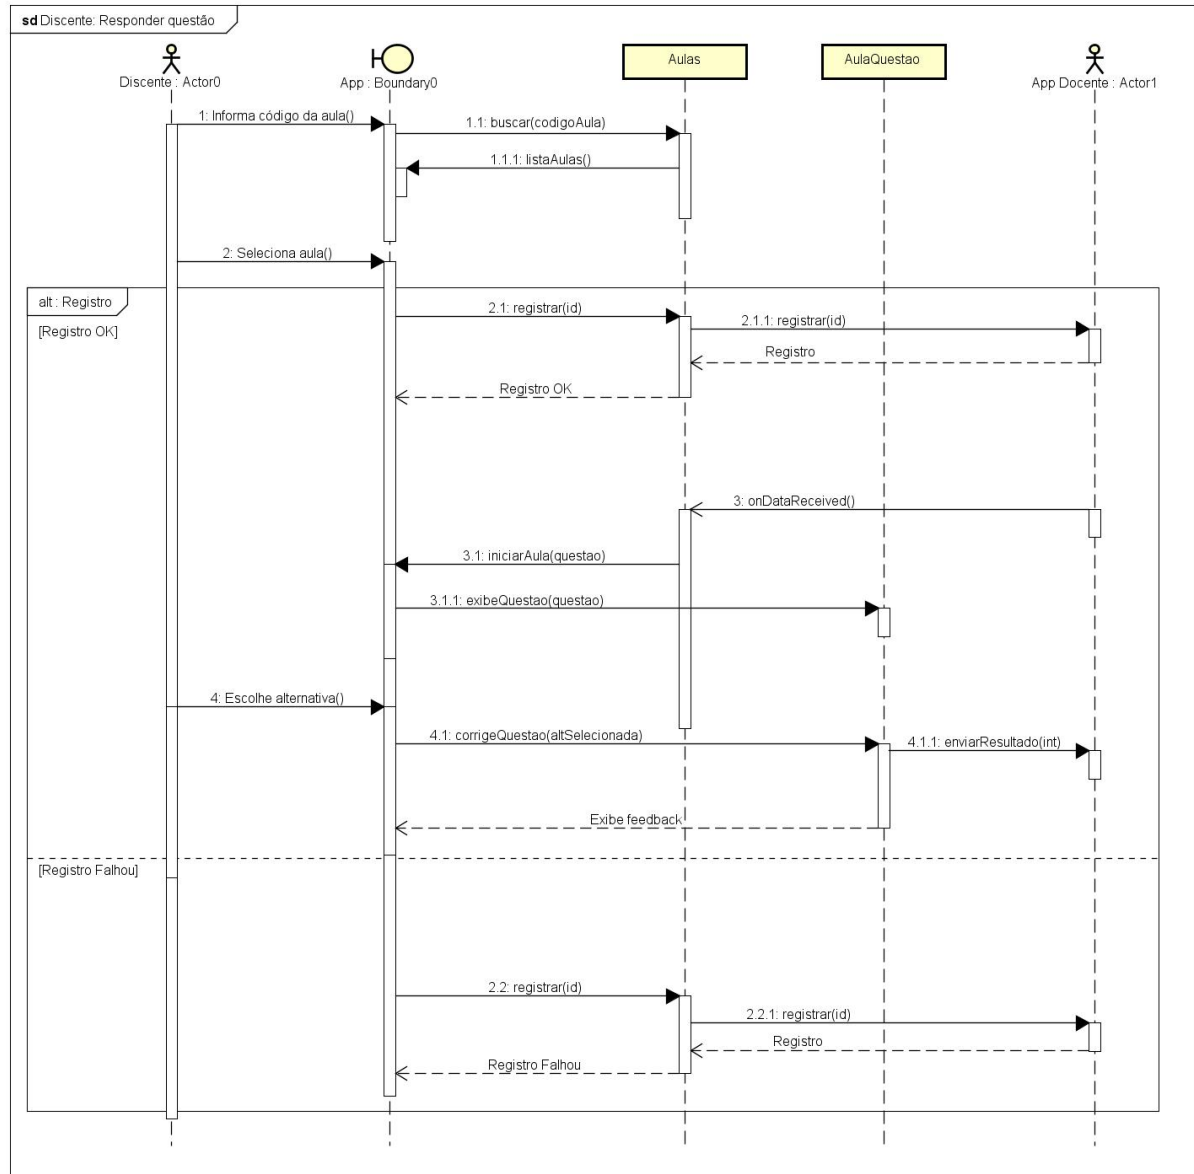 sd Discente: Responder questão
Discente : Actor0
App : Boundary0
Aulas
AulaQuestao
App Docente : Actor1
1: Informa código da aula()
1.1: buscar(codigoAula)
1.1.1: listaAulas()
2: Seleciona aula()
alt : Registro
[Registro OK]
2.1: registrar(id)
2.1.1: registrar(id)
Registro
Registro OK
3: onDataReceived()
3.1: iniciarAula(questao)
3.1.1: exibeQuestao(questao)
4: Escolhe alternativa()
4.1: corrigeQuestao(altSelecionada)
4.1.1: enviarResultado(int)
Exibe feedback
[Registro Falhou]
2.2: registrar(id)
2.2.1: registrar(id)
Registro
Registro Falhou